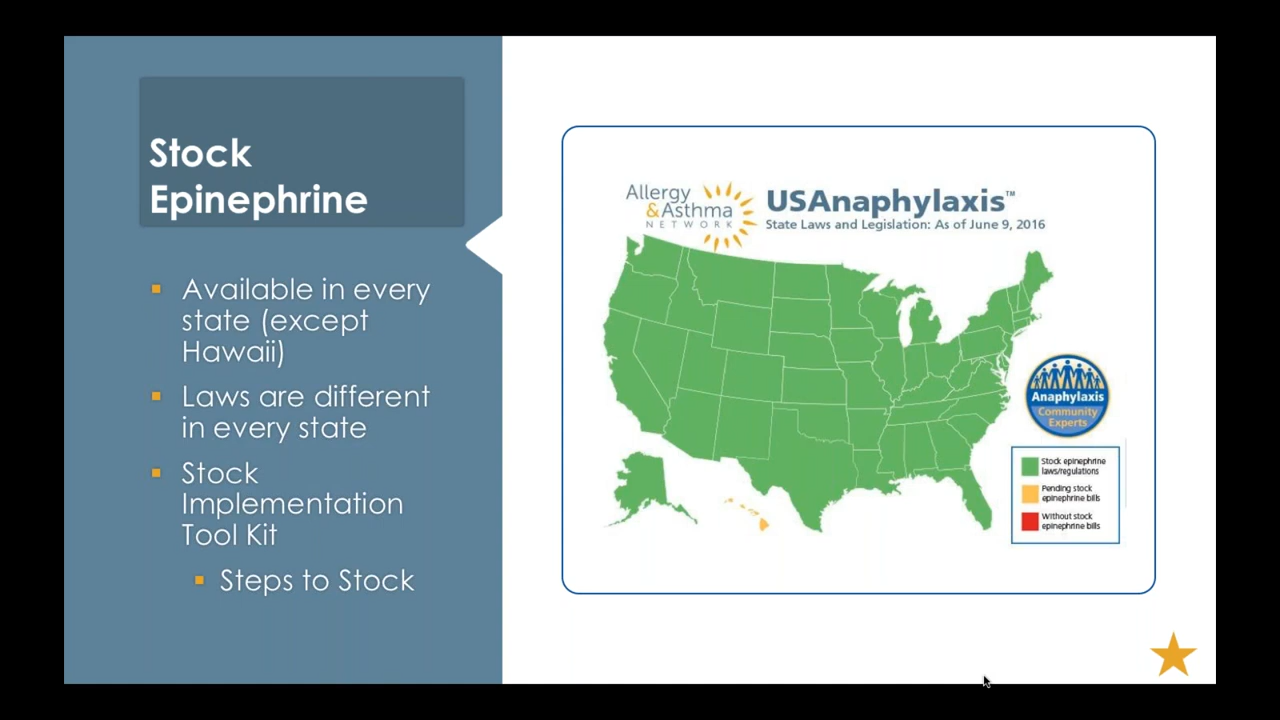 Stock
Epinephrine
Available in every
state (except
Hawaii)
Laws are different
in every state
Stock
Implementation
Tool Kit
Steps to Stock
Allergy
&Asthma
NETWORK
USAnaphylaxis™
State Laws and Legislation: As of June 9, 2016
Anaphylaxis
Community
Experts
Stock epinephrine
laws/regulations
Pending stock
epinephrine bills
Without stock
epinephrine bills